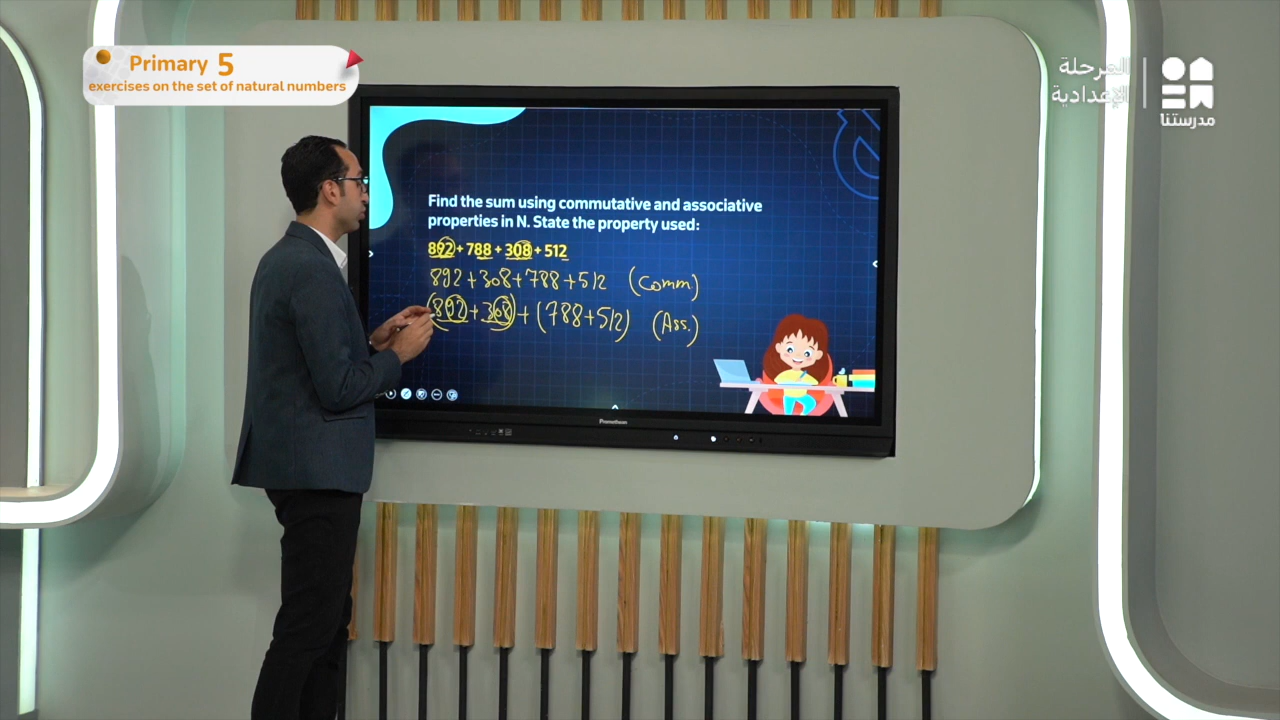 Primary 5
exercises on the set of natural numbers
المرحلة
الإعدادية
مدرستنا
Find the sum using commutative and associative
properties in N. State the property used:
892 + 788 + 308 + 512
892 + 308 + 788 + 512 (Comm)
(892 + 308) + (788 + 512) (Ass.)
Promethean